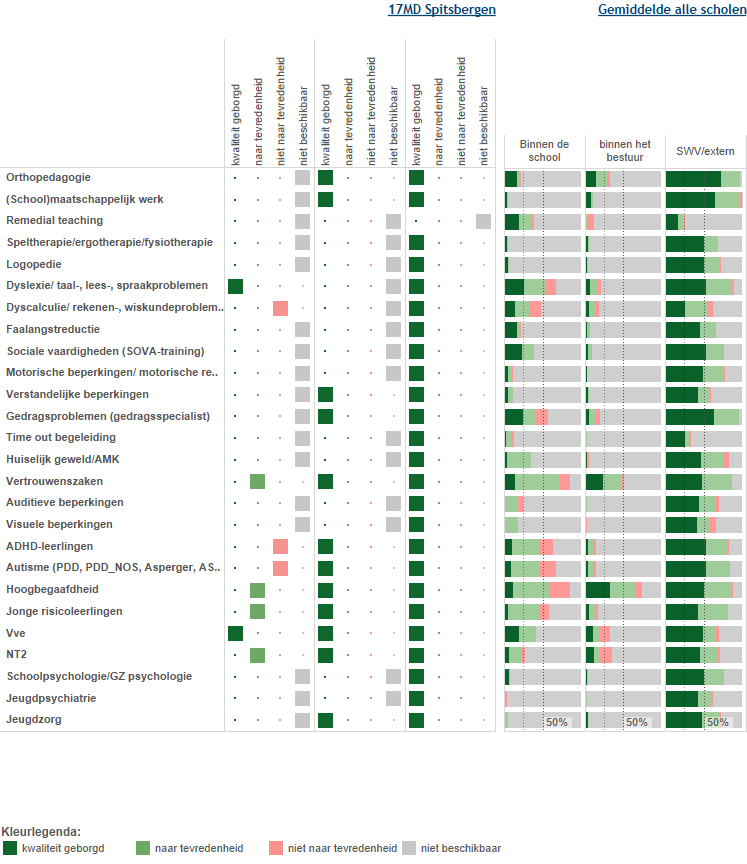 17MD Spitsbergen
Gemiddelde alle scholen
kwaliteit geborgd
naar tevredenheid
niet naar tevredenheid
niet beschikbaar
kwaliteit geborgd
naar tevredenheid
niet naar tevredenheid
niet beschikbaar
kwaliteit geborgd
naar tevredenheid
niet naar tevredenheid
niet beschikbaar
Binnen de school
binnen het bestuur
SWV/extern
Orthopedagogie
(School)maatschappelijk werk
Remedial teaching
Speltherapie/ergotherapie/fysiotherapie
Logopedie
Dyslexie/ taal-, lees-, spraakproblemen
Dyscalculie/ rekenen-, wiskundeproblem..
Faalangstreductie
Sociale vaardigheden (SOVA-training)
Motorische beperkingen/ motorische re..
Verstandelijke beperkingen
Gedragsproblemen (gedragsspecialist)
Time out begeleiding
Huiselijk geweld/AMK
Vertrouwenszaken
Auditieve beperkingen
Visuele beperkingen
ADHD-leerlingen
Autisme (PDD, PDD_NOS, Asperger, AS..
Hoogbegaafdheid
Jonge risicoleerlingen
Vve
NT2
Schoolpsychologie/GZ psychologie
Jeugdpsychiatrie
Jeugdzorg
50% 50% 50%
Kleurlegenda:
kwaliteit geborgd naar tevredenheid niet naar tevredenheid niet beschikbaar